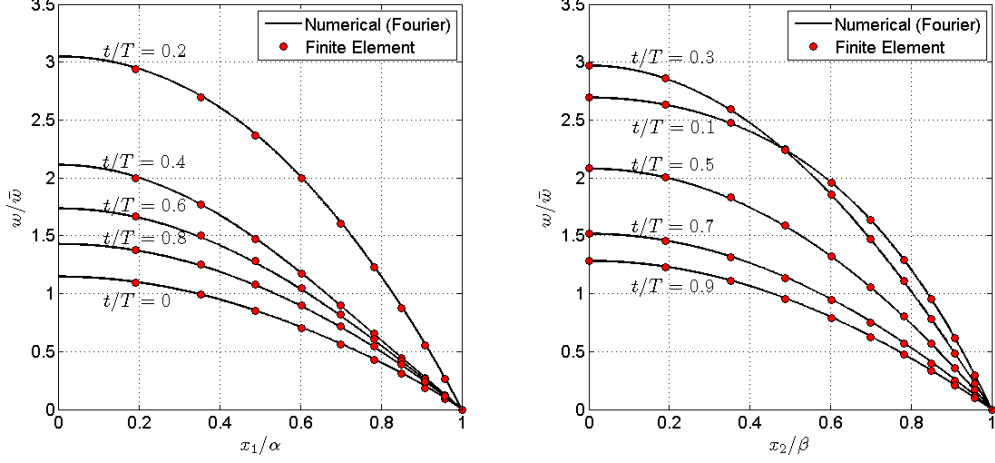 3.5
3
2.5
2
1.5
1
0.5
0
w/w̄
Numerical (Fourier)
Finite Element
t/T = 0.2
t/T = 0.4
t/T = 0.6
t/T = 0.8
t/T = 0
0 0.2 0.4 0.6 0.8 1
x₁/α
3.5
3
2.5
2
1.5
1
0.5
0
w/w̄
Numerical (Fourier)
Finite Element
t/T = 0.3
t/T = 0.1
t/T = 0.5
t/T = 0.7
t/T = 0.9
0 0.2 0.4 0.6 0.8 1
x₂/β